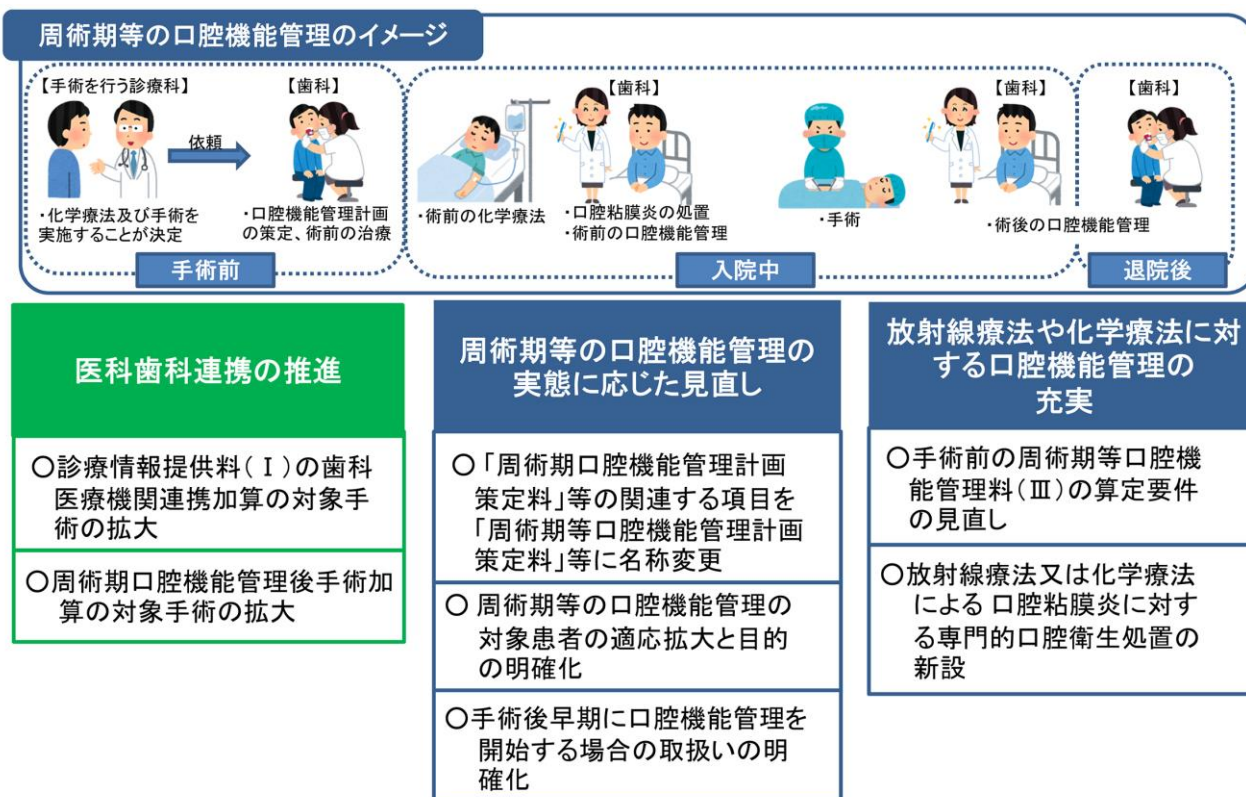 周術期等の口腔機能管理のイメージ
【手術を行う診療科】
依頼
・化学療法及び手術を
実施することが決定
【歯科】
・口腔機能管理計画
の策定、術前の治療
手術前
・術前の化学療法
【歯科】
・口腔粘膜炎の処置
・術前の口腔機能管理
・手術
【歯科】
入院中
【歯科】
・術後の口腔機能管理
退院後
医科歯科連携の推進
〇診療情報提供料(Ⅰ)の歯科
医療機関連携加算の対象手
術の拡大
〇周術期口腔機能管理後手術加
算の対象手術の拡大
周術期等の口腔機能管理の
実態に応じた見直し
〇「周術期口腔機能管理計画
策定料」等の関連する項目を
「周術期等口腔機能管理計画
策定料」等に名称変更
〇 周術期等の口腔機能管理の
対象患者の適応拡大と目的
の明確化
〇手術後早期に口腔機能管理を
開始する場合の取扱いの明
確化
放射線療法や化学療法に対
する口腔機能管理の
充実
〇手術前の周術期等口腔機
能管理料(Ⅲ)の算定要件
の見直し
〇放射線療法又は化学療法
による 口腔粘膜炎に対す
る専門的口腔衛生処置の
新設